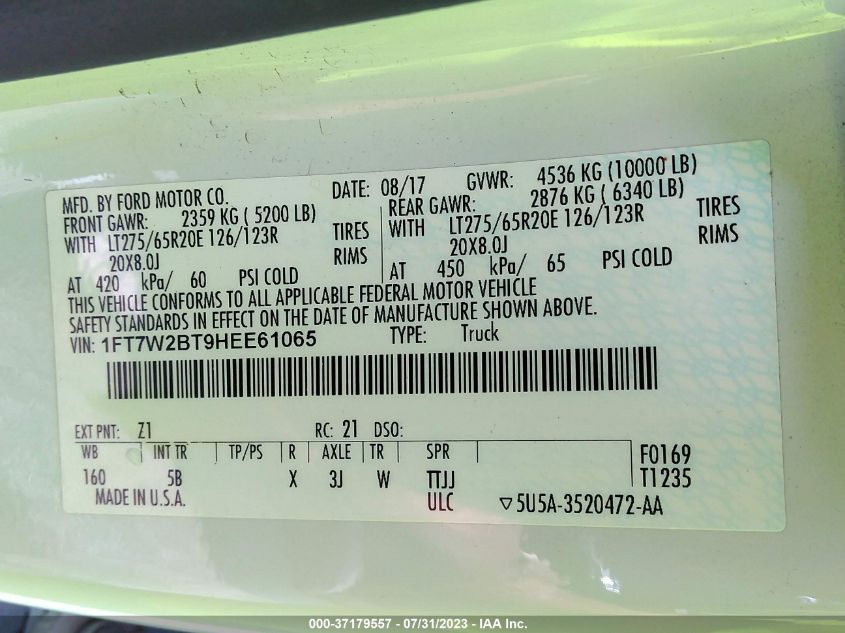 MFD. BY FORD MOTOR CO. DATE: 08/17 GVWR: 4536 KG (10000 LB)
FRONT GAWR: 2359 KG ( 5200 LB) REAR GAWR: 2876 KG ( 6340 LB)
WITH LT275/65R20E 126/123R TIRES WITH LT275/65R20E 126/123R TIRES
20X8.0J RIMS 20X8.0J RIMS
AT 420 kPa/ 60 PSI COLD AT 450 kPa/ 65 PSI COLD
THIS VEHICLE CONFORMS TO ALL APPLICABLE FEDERAL MOTOR VEHICLE
SAFETY STANDARDS IN EFFECT ON THE DATE OF MANUFACTURE SHOWN ABOVE.
VIN: 1FT7W2BT9HEE61065 TYPE: Truck
EXT PNT: Z1 RC: 21 DSO:
WB INT TR TP/PS R AXLE TR SPR F0169
160 5B X 3J W TTJJ T1235
MADE IN U.S.A. ULC ▽5U5A-3520472-AA
000-37179557 - 07/31/2023 - IAA Inc.